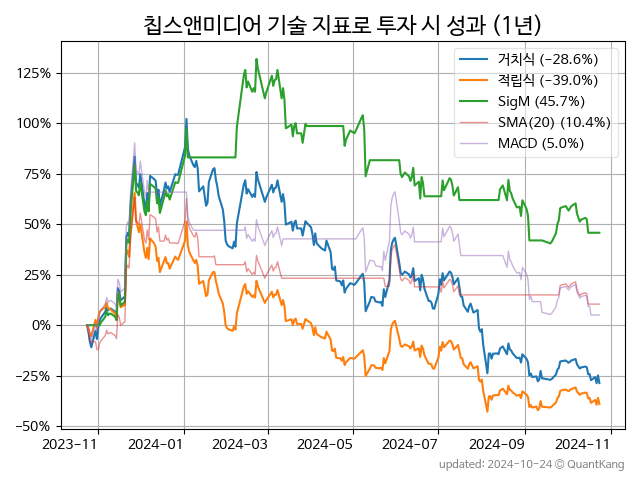 칩스앤미디어 기술 지표로 투자 시 성과 (1년)
거치식 (-28.6%)
적립식 (-39.0%)
SigM (45.7%)
SMA(20) (10.4%)
MACD (5.0%)
125%
100%
75%
50%
25%
0%
-25%
-50%
2023-11
2024-01
2024-03
2024-05
2024-07
2024-09
2024-11
updated: 2024-10-24 © QuantKang